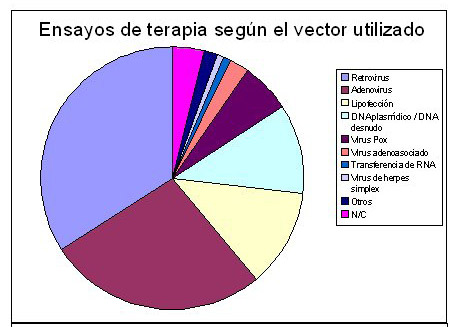 Ensayos de terapia según el vector utilizado
Retrovirus
Adenovirus
Lipofección
DNA plasmídico / DNA
desnudo
Virus Pox
Virus adenoasociado
Transferencia de RNA
Virus de herpes
simplex
Otros
N/C